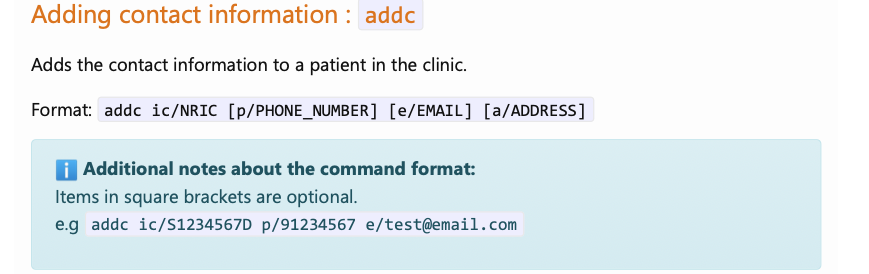 Adding contact information : addc
Adds the contact information to a patient in the clinic.
Format: addc ic/NRIC [p/PHONE_NUMBER] [e/EMAIL] [a/ADDRESS]
ℹ️ Additional notes about the command format:
Items in square brackets are optional.
e.g addc ic/S1234567D p/91234567 e/test@email.com